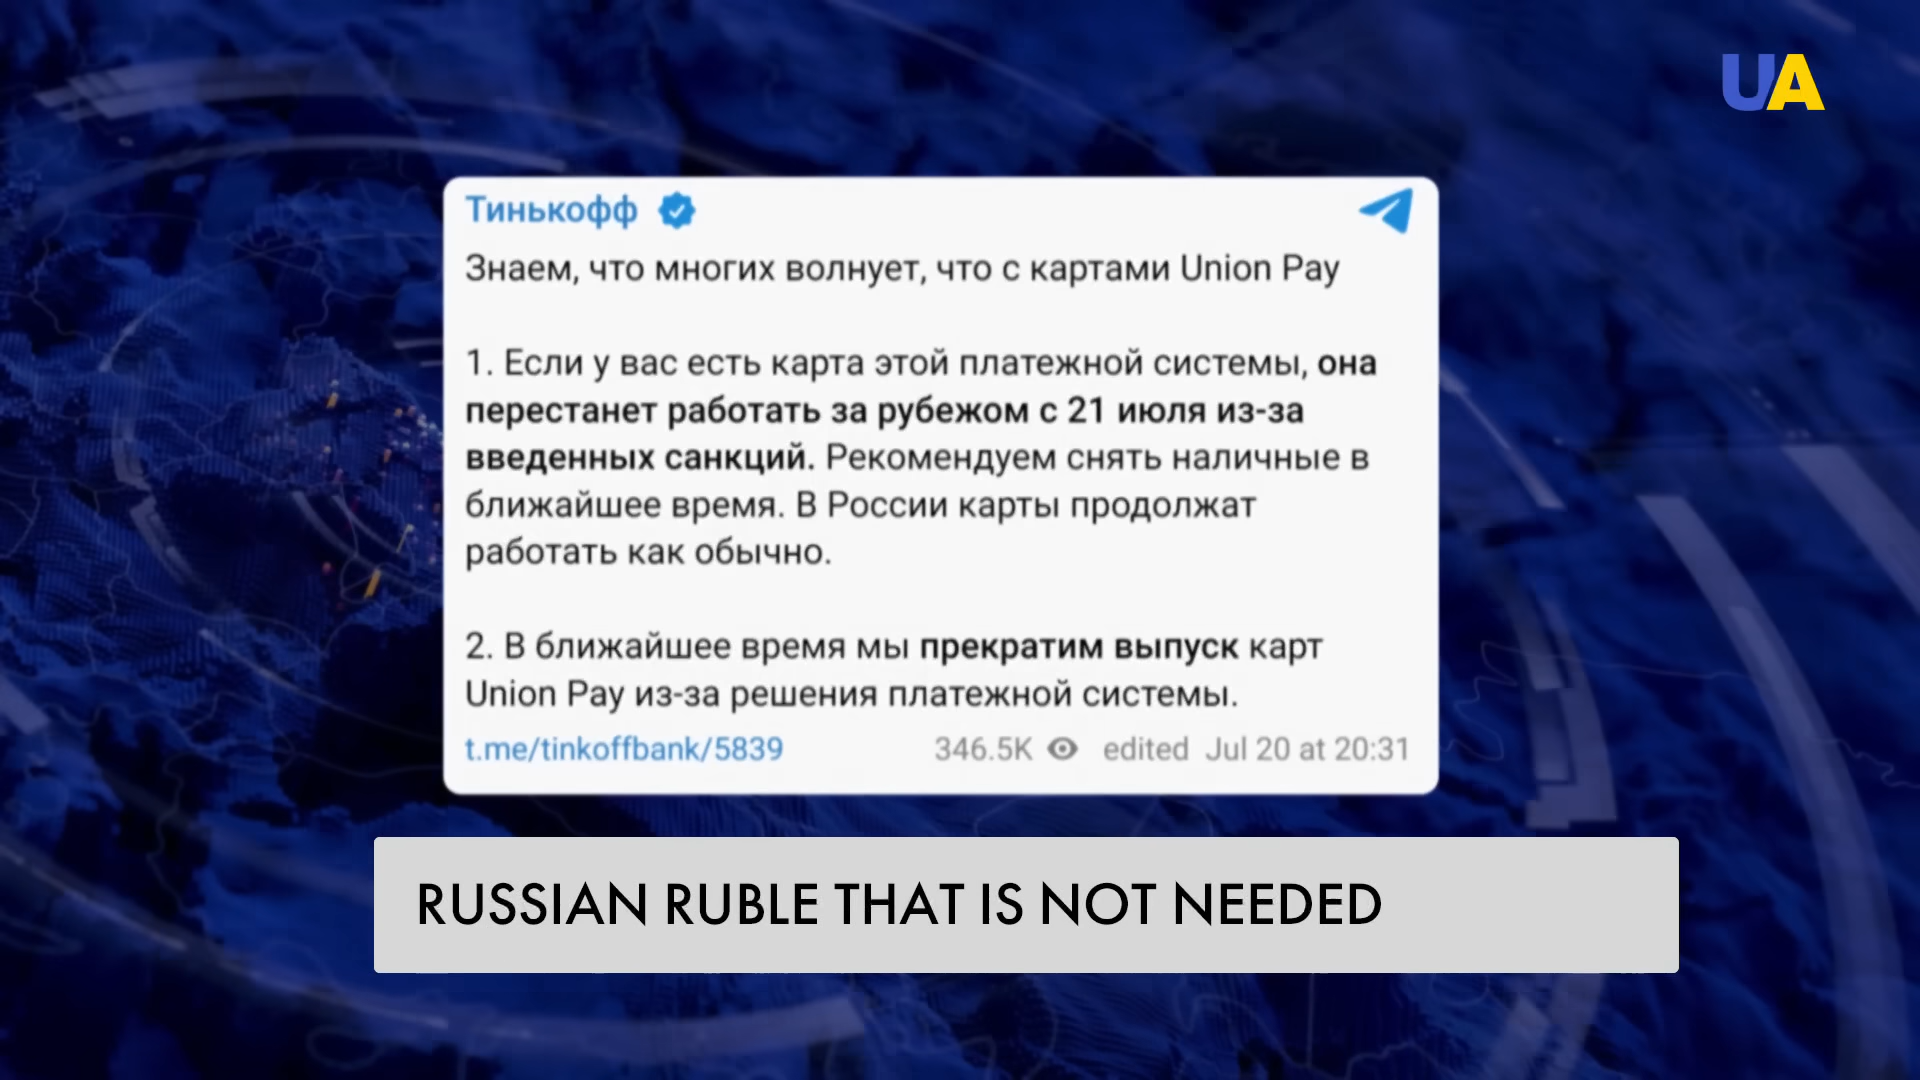 UA
Тинькофф
Знаем, что многих волнует, что с картами Union Pay
1. Если у вас есть карта этой платежной системы, она
перестанет работать за рубежом с 21 июля из-за
введенных санкций. Рекомендуем снять наличные в
ближайшее время. В России карты продолжат
работать как обычно.
2. В ближайшее время мы прекратим выпуск карт
Union Pay из-за решения платежной системы.
t.me/tinkoffbank/5839 346.5K edited Jul 20 at 20:31
RUSSIAN RUBLE THAT IS NOT NEEDED